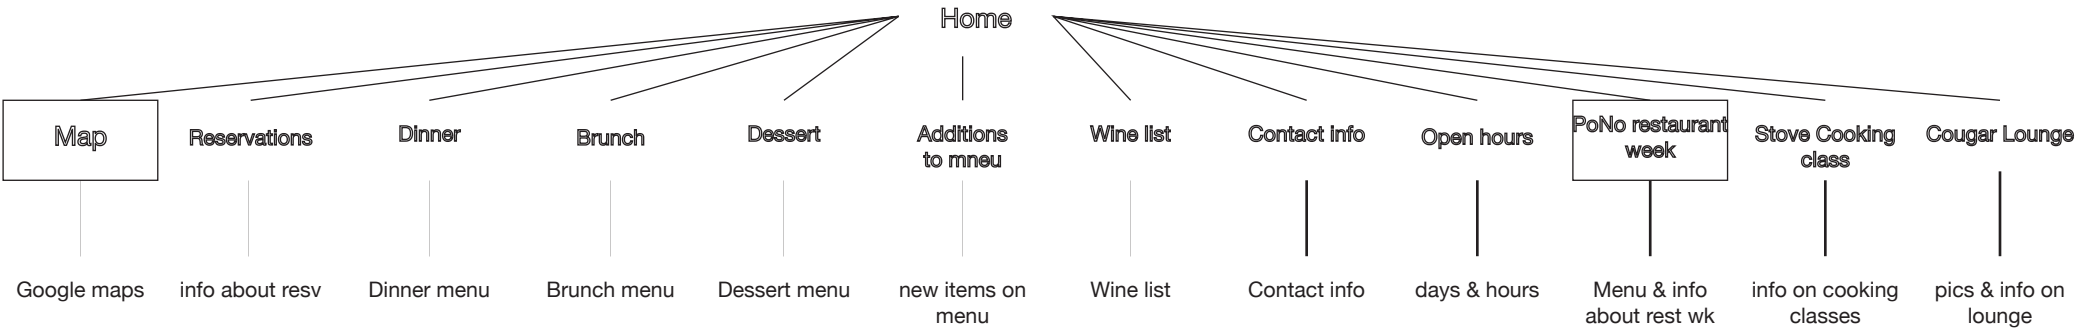 Home
Map
Reservations
Dinner
Brunch
Dessert
Additions
to mneu
Wine list
Contact info
Open hours
PoNo restaurant
week
Stove Cooking
class
Cougar Lounge
Google maps
info about resv
Dinner menu
Brunch menu
Dessert menu
new items on
menu
Wine list
Contact info
days & hours
Menu & info
about rest wk
info on cooking
classes
pics & info on
lounge